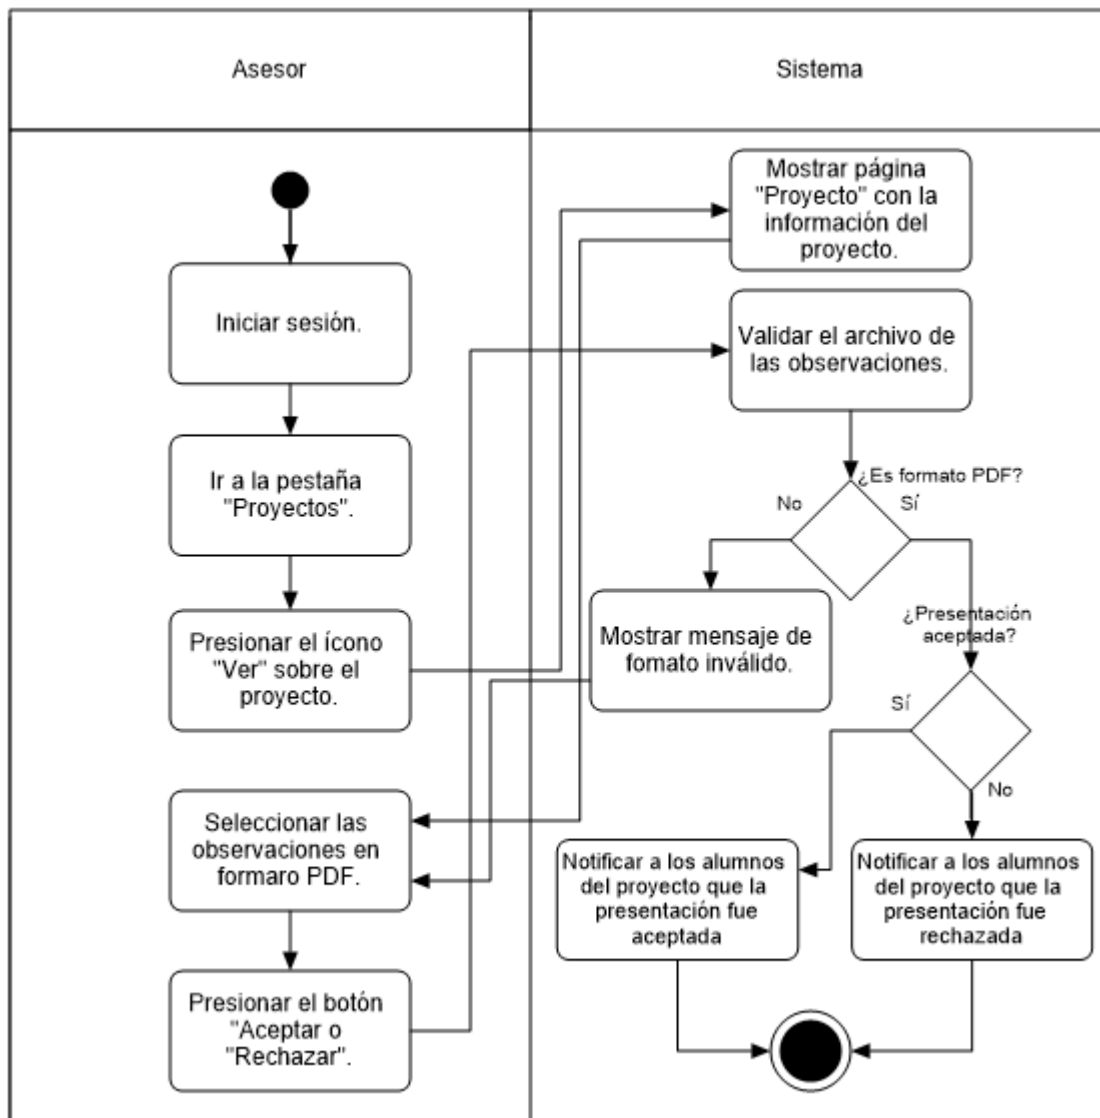 Asesor
Sistema
Iniciar sesión.
Ir a la pestaña
"Proyectos".
Presionar el ícono
"Ver" sobre el
proyecto.
Mostrar página
"Proyecto" con la
información del
proyecto.
Seleccionar las
observaciones en
formaro PDF.
Presionar el botón
"Aceptar o
"Rechazar".
Validar el archivo de
las observaciones.
¿Es formato PDF?
No
Sí
Mostrar mensaje de
fomato inválido.
¿Presentación
aceptada?
Sí
No
Notificar a los alumnos
del proyecto que la
presentación fue
aceptada
Notificar a los alumnos
del proyecto que la
presentación fue
rechazada